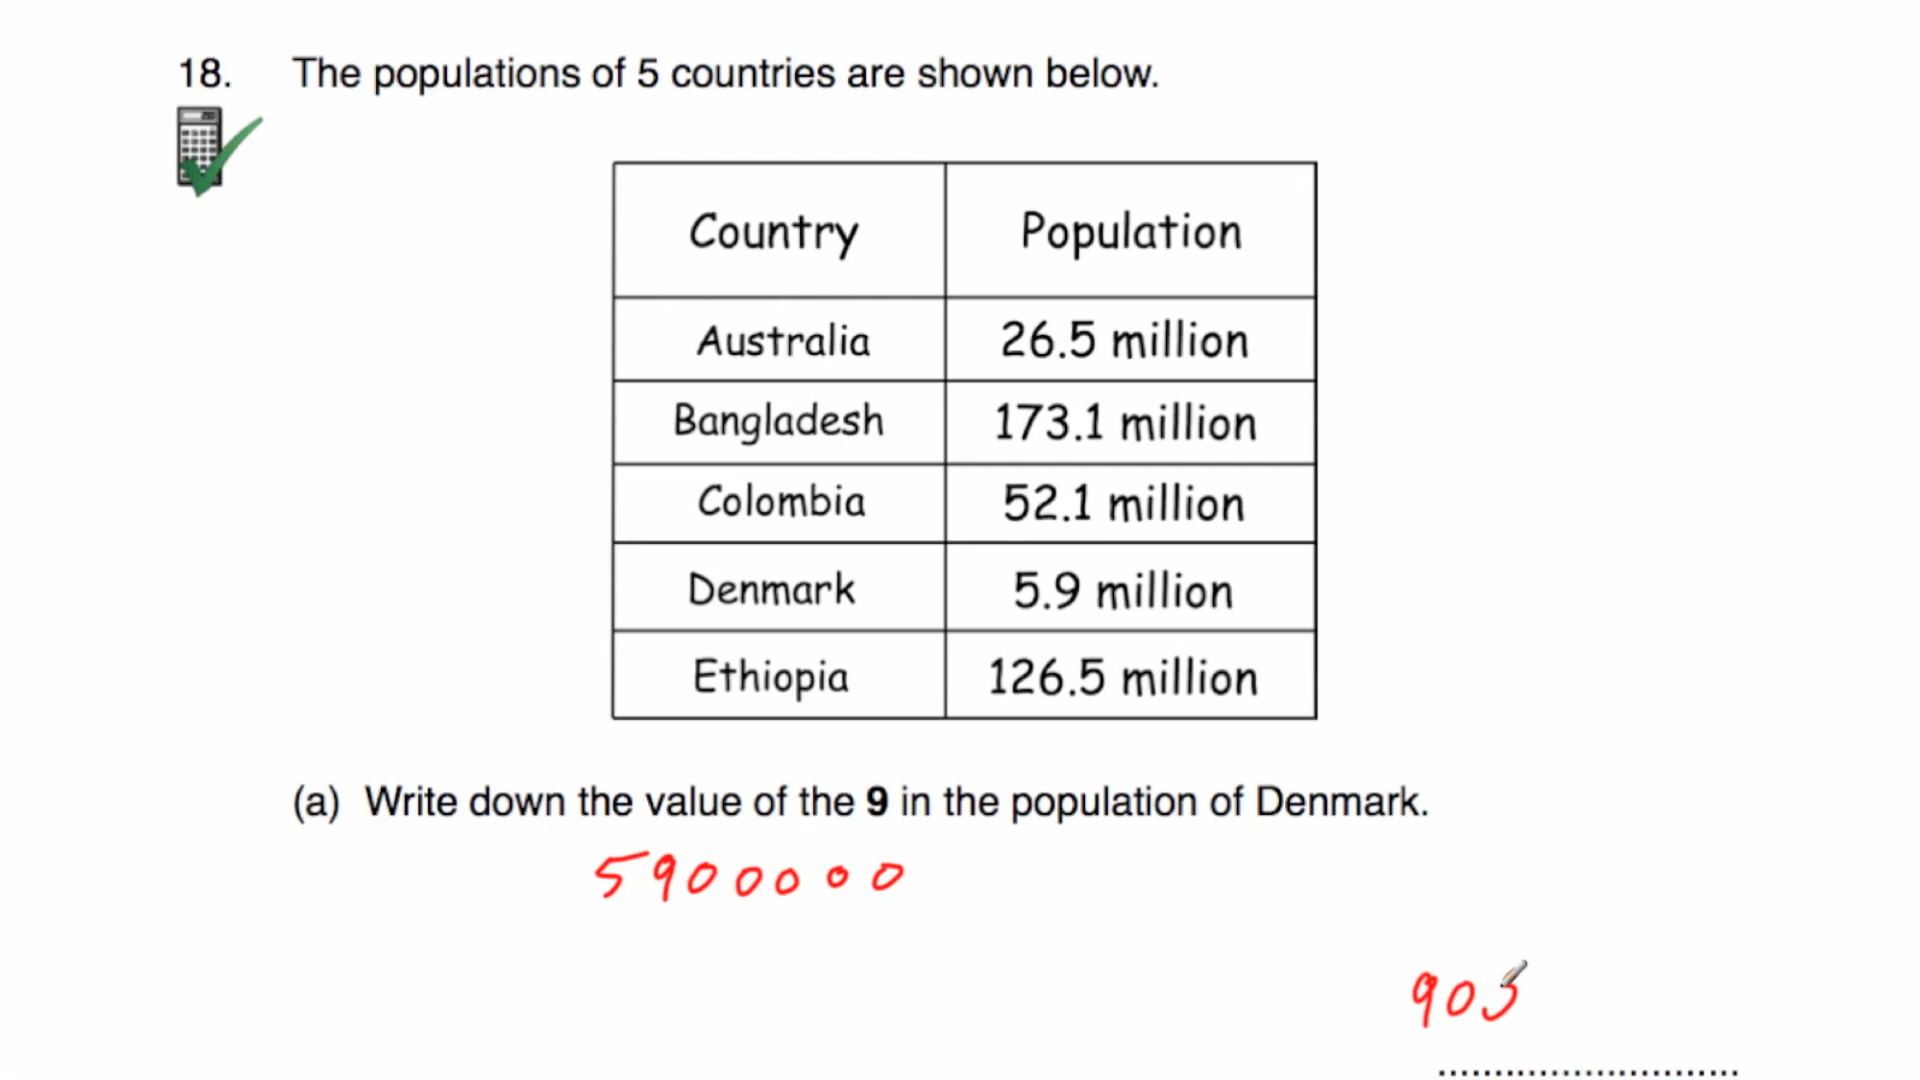 18. The populations of 5 countries are shown below.
Country Population
Australia 26.5 million
Bangladesh 173.1 million
Colombia 52.1 million
Denmark 5.9 million
Ethiopia 126.5 million
(a) Write down the value of the 9 in the population of Denmark.
5900000
90